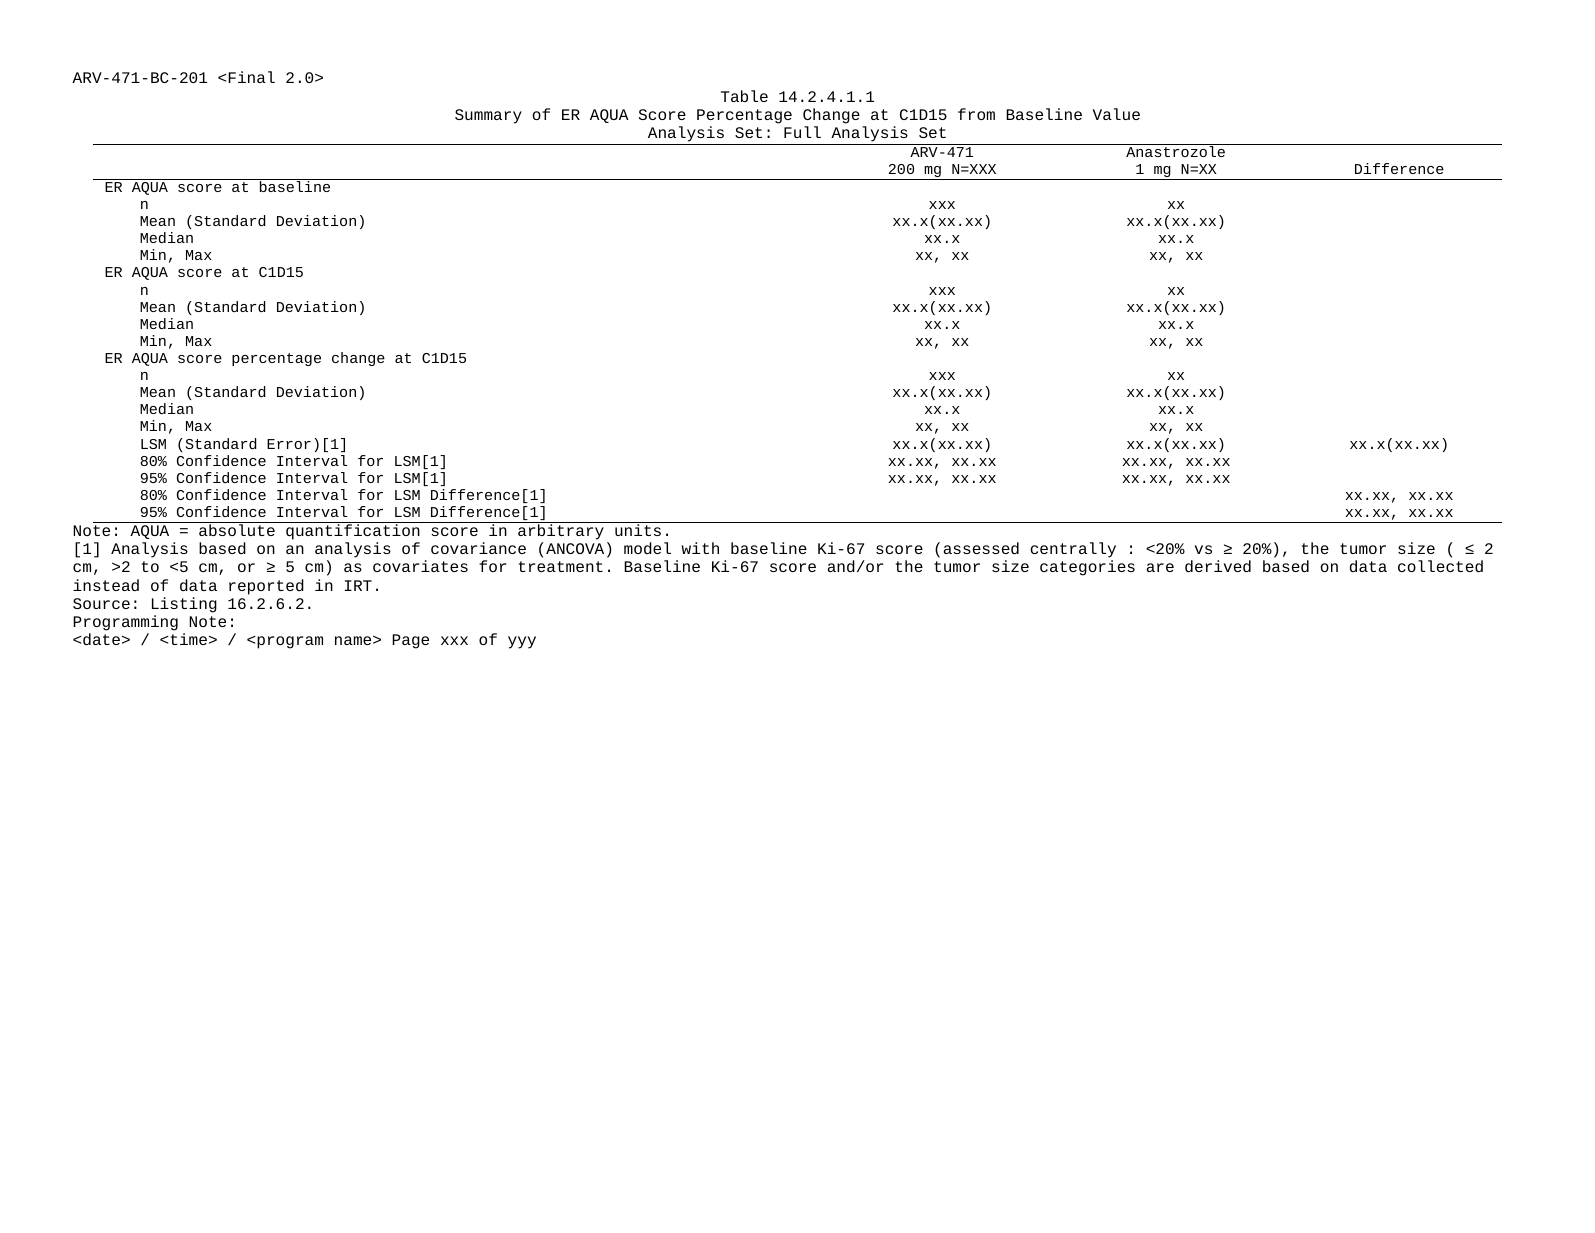 ARV-471-BC-201 <Final 2.0>
Table 14.2.4.1.1
Summary of ER AQUA Score Percentage Change at C1D15 from Baseline Value
Analysis Set: Full Analysis Set
ARV-471 Anastrozole
200 mg N=XXX 1 mg N=XX Difference
ER AQUA score at baseline
n xxx xx
Mean (Standard Deviation) xx.x(xx.xx) xx.x(xx.xx)
Median xx.x xx.x
Min, Max xx, xx xx, xx
ER AQUA score at C1D15
n xxx xx
Mean (Standard Deviation) xx.x(xx.xx) xx.x(xx.xx)
Median xx.x xx.x
Min, Max xx, xx xx, xx
ER AQUA score percentage change at C1D15
n xxx xx
Mean (Standard Deviation) xx.x(xx.xx) xx.x(xx.xx)
Median xx.x xx.x
Min, Max xx, xx xx, xx
LSM (Standard Error)[1] xx.x(xx.xx) xx.x(xx.xx) xx.x(xx.xx)
80% Confidence Interval for LSM[1] xx.xx, xx.xx xx.xx, xx.xx
95% Confidence Interval for LSM[1] xx.xx, xx.xx xx.xx, xx.xx
80% Confidence Interval for LSM Difference[1] xx.xx, xx.xx
95% Confidence Interval for LSM Difference[1] xx.xx, xx.xx
Note: AQUA = absolute quantification score in arbitrary units.
[1] Analysis based on an analysis of covariance (ANCOVA) model with baseline Ki-67 score (assessed centrally : <20% vs ≥ 20%), the tumor size ( ≤ 2
cm, >2 to <5 cm, or ≥ 5 cm) as covariates for treatment. Baseline Ki-67 score and/or the tumor size categories are derived based on data collected
instead of data reported in IRT.
Source: Listing 16.2.6.2.
Programming Note:
<date> / <time> / <program name> Page xxx of yyy